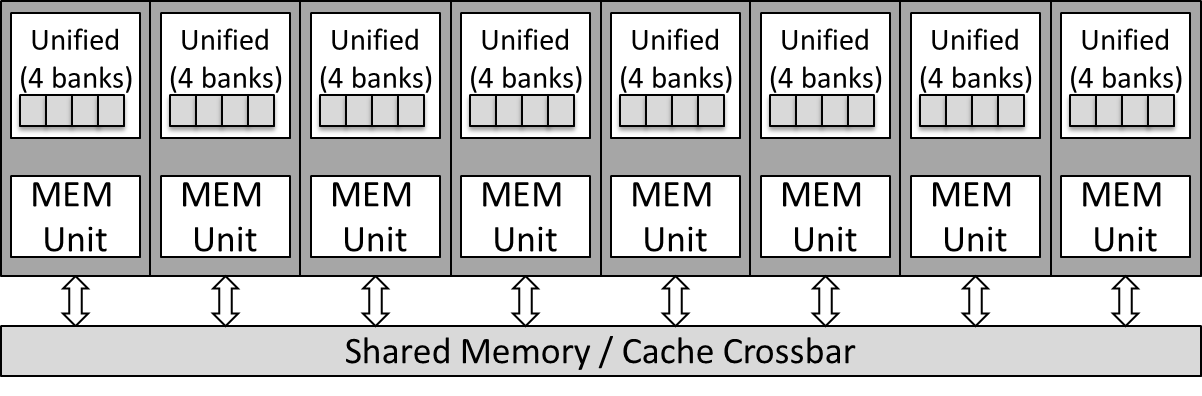 Unified Unified Unified Unified Unified Unified Unified Unified
(4 banks) (4 banks) (4 banks) (4 banks) (4 banks) (4 banks) (4 banks) (4 banks)
MEM MEM MEM MEM MEM MEM MEM MEM
Unit Unit Unit Unit Unit Unit Unit Unit
Shared Memory / Cache Crossbar